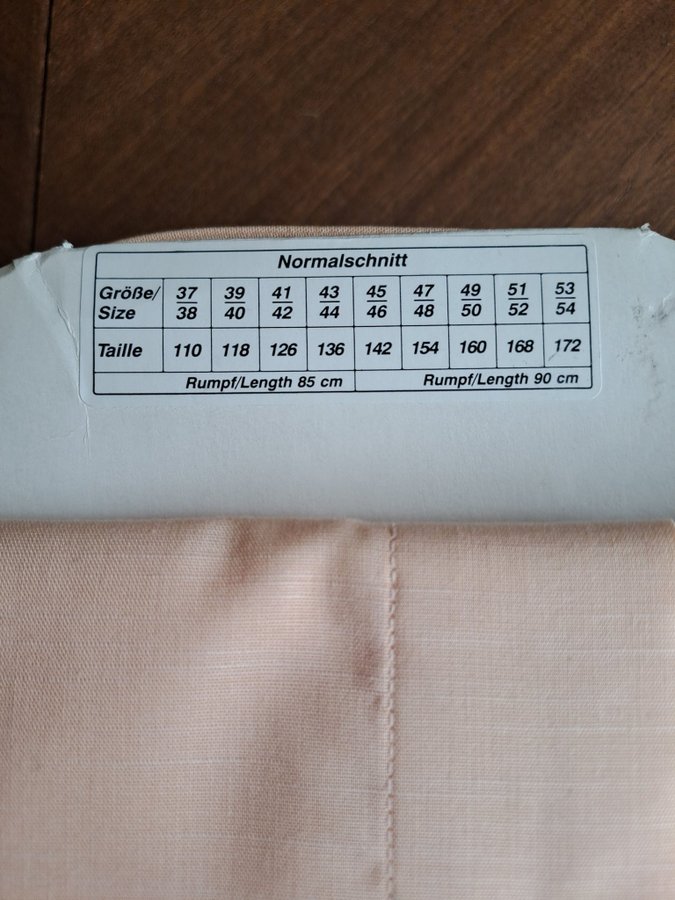 Normalschnitt
Größe/ 37 39 41 43 45 47 49 51 53
Size 38 40 42 44 46 48 50 52 54
Taille 110 118 126 136 142 154 160 168 172
Rumpf/Length 85 cm Rumpf/Length 90 cm